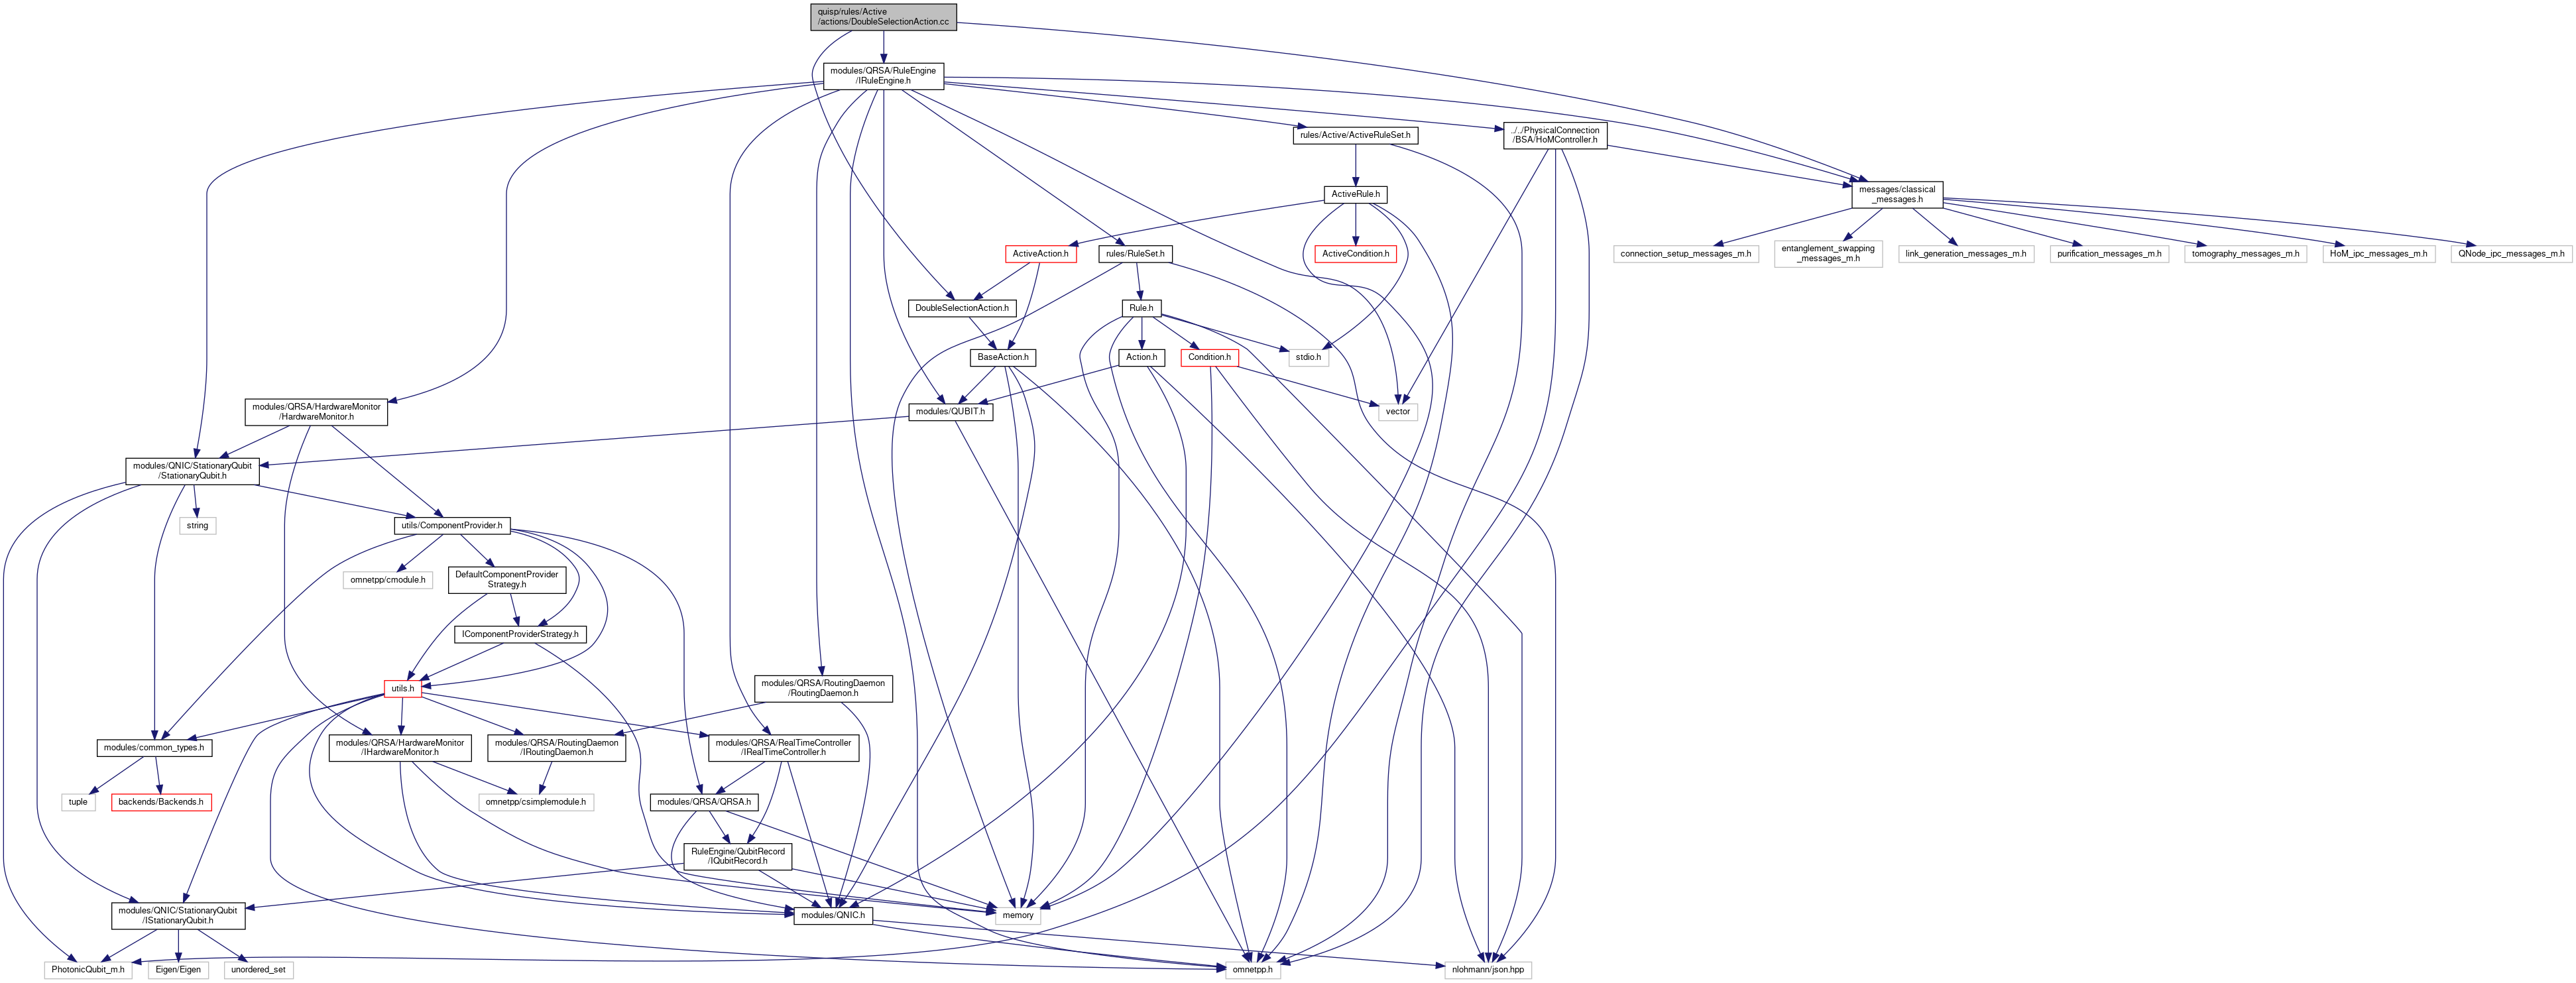 quisp/rules/Active
/actions/DoubleSelectionAction.cc
modules/QRSA/RuleEngine
/IRuleEngine.h
rules/Active/ActiveRuleSet.h
../../PhysicalConnection
/BSA/HoMController.h
ActiveRule.h
messages/classical
_messages.h
ActiveAction.h
rules/RuleSet.h
ActiveCondition.h
connection_setup_messages_m.h
entanglement_swapping
_messages_m.h
link_generation_messages_m.h
purification_messages_m.h
tomography_messages_m.h
HoM_ipc_messages_m.h
QNode_ipc_messages_m.h
DoubleSelectionAction.h
Rule.h
BaseAction.h
Action.h
Condition.h
stdio.h
modules/QRSA/HardwareMonitor
/HardwareMonitor.h
modules/QUBIT.h
vector
modules/QNIC/StationaryQubit
/StationaryQubit.h
string
utils/ComponentProvider.h
omnetpp/cmodule.h
DefaultComponentProvider
Strategy.h
IComponentProviderStrategy.h
utils.h
modules/QRSA/RoutingDaemon
/RoutingDaemon.h
modules/common_types.h
modules/QRSA/HardwareMonitor
/IHardwareMonitor.h
modules/QRSA/RoutingDaemon
/IRoutingDaemon.h
modules/QRSA/RealTimeController
/IRealTimeController.h
tuple
backends/Backends.h
omnetpp/csimplemodule.h
modules/QRSA/QRSA.h
RuleEngine/QubitRecord
/IQubitRecord.h
modules/QNIC/StationaryQubit
/IStationaryQubit.h
modules/QNIC.h
memory
PhotonicQubit_m.h
Eigen/Eigen
unordered_set
omnetpp.h
nlohmann/json.hpp